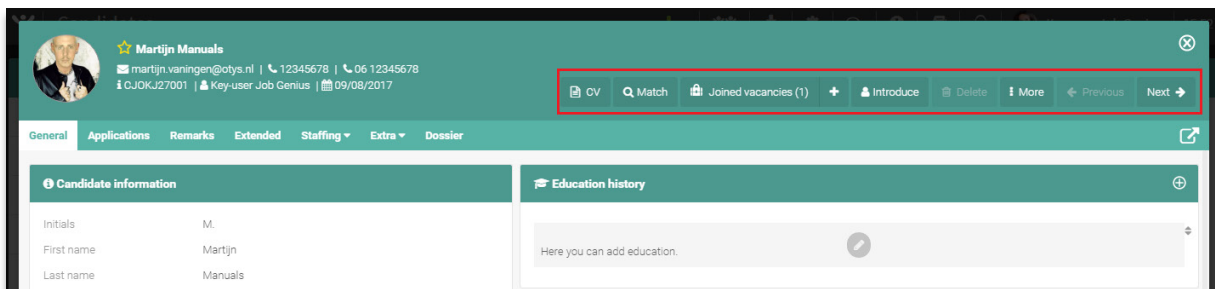 Candidates
Martijn Manuals
martijn.vaningen@otys.nl | 12345678 | 06 12345678
CJOKJ27001 | Key-user Job Genius | 09/08/2017
CV Match Joined vacancies (1) + Introduce Delete More Previous Next
General Applications Remarks Extended Staffing Extra Dossier
Candidate information
Initials M.
First name Martijn
Last name Manuals
Education history
Here you can add education.